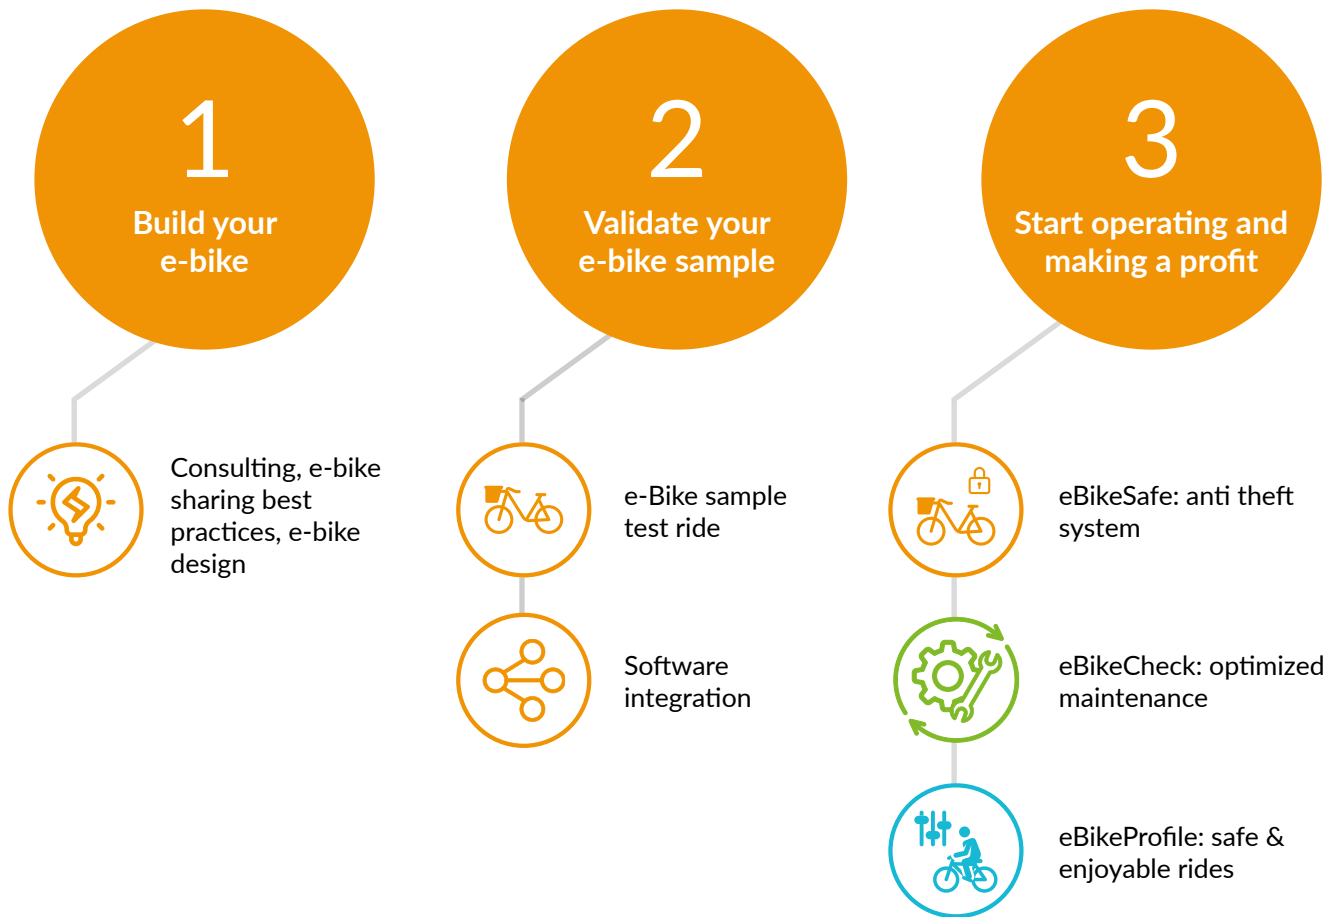 1
Build your
e-bike
Consulting, e-bike
sharing best
practices, e-bike
design
2
Validate your
e-bike sample
e-Bike sample
test ride
Software
integration
3
Start operating and
making a profit
eBikeSafe: anti theft
system
eBikeCheck: optimized
maintenance
eBikeProfile: safe &
enjoyable rides